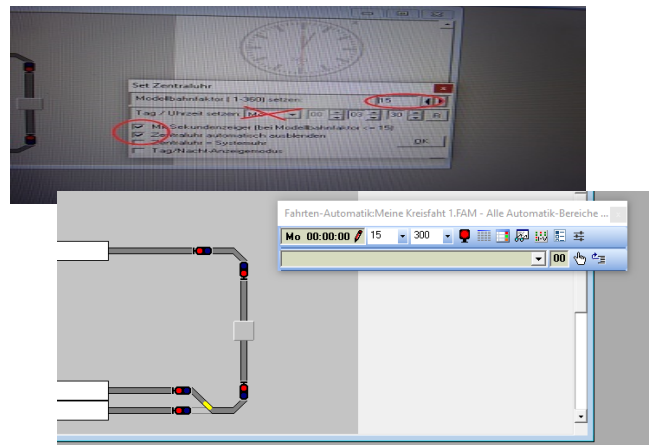 Set Zentraluhr
Modellbahnfaktor ( 1-360) setzen: 15
Tag / Uhrzeit setzen Mo 00 : 03 : 30 R
Mit Sekundenzeiger (bei Modellbahnfaktor <= 15)
Zentraluhr automatisch ausblenden
Zentraluhr = Systemuhr
Tag/Nacht-Anzeigemodus
OK
Fahrten-Automatik:Meine Kreisfaht 1.FAM - Alle Automatik-Bereiche ...
Mo 00:00:00 15 300
00